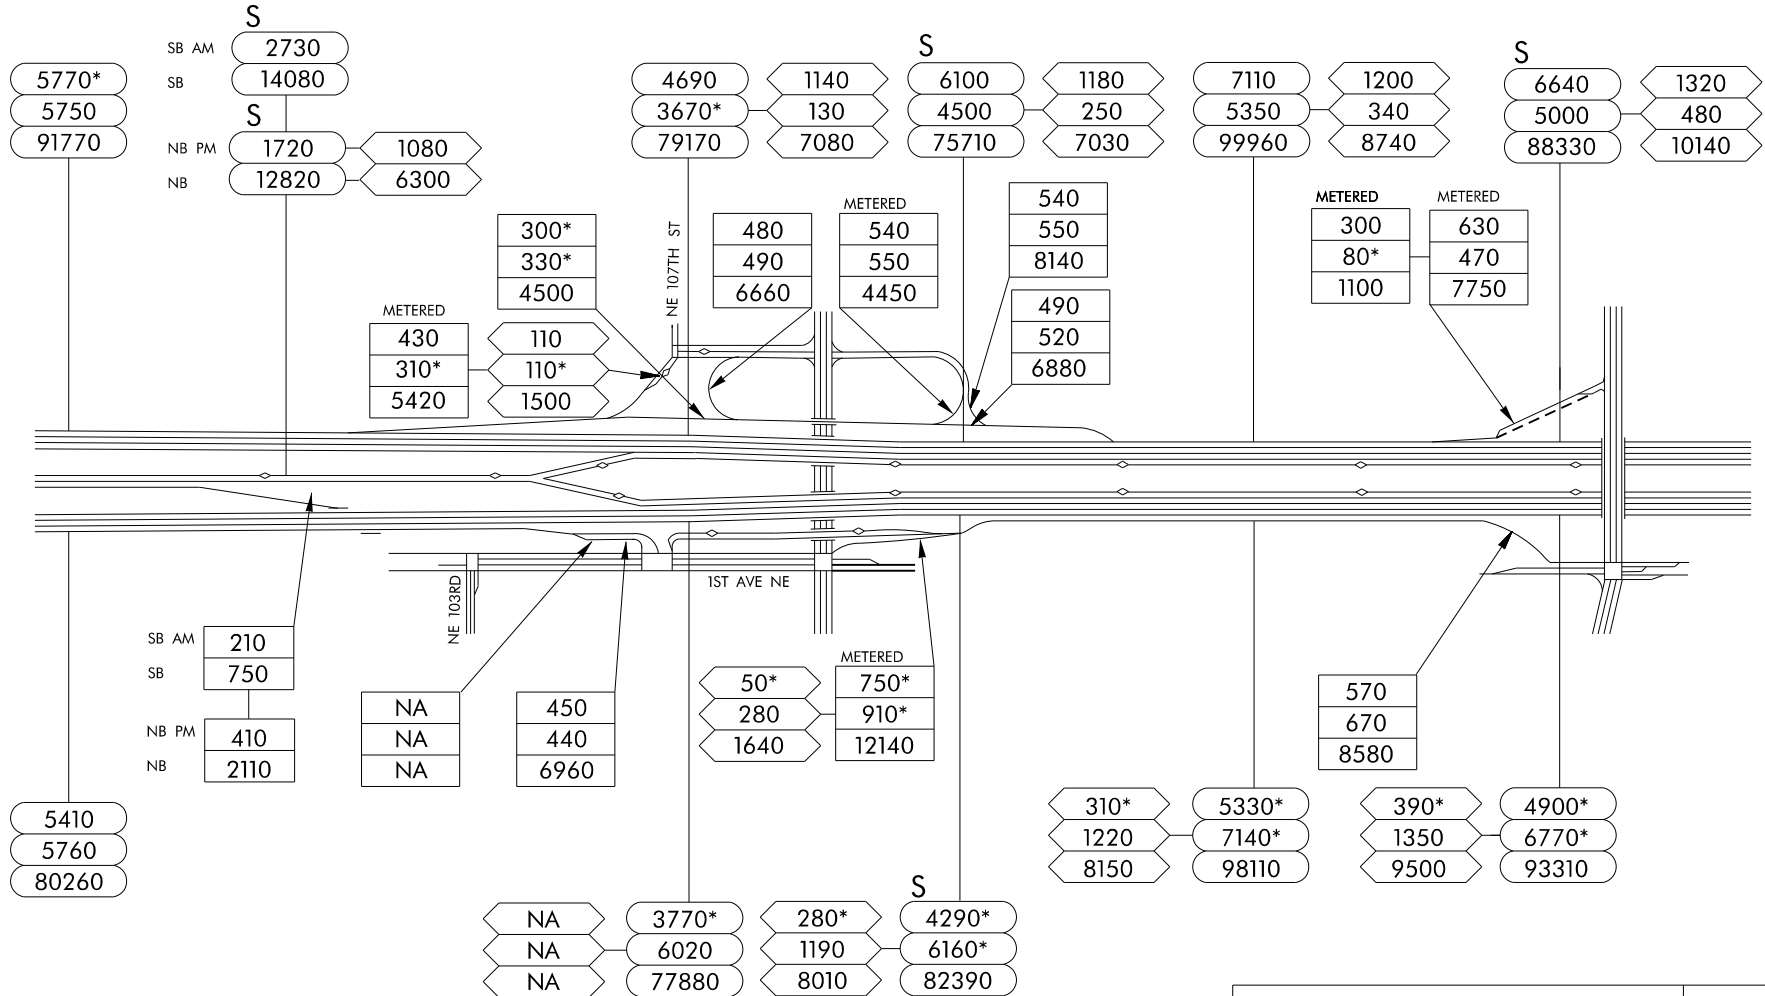 S
SB AM 2730
SB 14080
S
NB PM 1720 1080
NB 12820 6300
5770*
5750
91770
4690 1140
3670* 130
79170 7080
S
6100 1180
4500 250
75710 7030
7110 1200
5350 340
99960 8740
S
6640 1320
5000 480
88330 10140
300*
330*
4500
METERED
430 110
310* 110*
5420 1500
NE 107TH ST
480
490
6660
METERED
540
550
4450
540
550
8140
490
520
6880
METERED
300
80*
1100
METERED
630
470
7750
NE 103RD
1ST AVE NE
SB AM 210
SB 750
NB PM 410
NB 2110
NA
NA
NA
450
440
6960
METERED
50* 750*
280 910*
1640 12140
570
670
8580
5410
5760
80260
NA 3770*
NA 6020
NA 77880
S
280* 4290*
1190 6160*
8010 82390
310* 5330*
1220 7140*
8150 98110
390* 4900*
1350 6770*
9500 93310